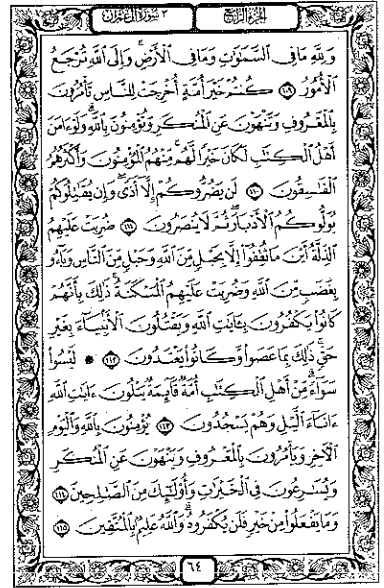 الجزء الرابع ٣ سورة آل عمران
وَلِلَّهِ مَا فِي السَّمَٰوَٰتِ وَمَا فِي الْأَرْضِ ۚ وَإِلَى اللَّهِ تُرْجَعُ
الْأُمُورُ ١٠٩ كُنتُمْ خَيْرَ أُمَّةٍ أُخْرِجَتْ لِلنَّاسِ تَأْمُرُونَ
بِالْمَعْرُوفِ وَتَنْهَوْنَ عَنِ الْمُنكَرِ وَتُؤْمِنُونَ بِاللَّهِ ۗ وَلَوْ ءَامَنَ
أَهْلُ الْكِتَٰبِ لَكَانَ خَيْرًا لَّهُم ۚ مِّنْهُمُ الْمُؤْمِنُونَ وَأَكْثَرُهُمُ
الْفَٰسِقُونَ ١١٠ لَن يَضُرُّوكُمْ إِلَّا أَذًى ۖ وَإِن يُقَٰتِلُوكُمْ
يُوَلُّوكُمُ الْأَدْبَارَ ثُمَّ لَا يُنصَرُونَ ١١١ ضُرِبَتْ عَلَيْهِمُ
الذِّلَّةُ أَيْنَ مَا ثُقِفُوا إِلَّا بِحَبْلٍ مِّنَ اللَّهِ وَحَبْلٍ مِّنَ النَّاسِ وَبَآءُو
بِغَضَبٍ مِّنَ اللَّهِ وَضُرِبَتْ عَلَيْهِمُ الْمَسْكَنَةُ ۚ ذَٰلِكَ بِأَنَّهُمْ
كَانُوا يَكْفُرُونَ بِـَٔايَٰتِ اللَّهِ وَيَقْتُلُونَ الْأَنۢبِيَآءَ بِغَيْرِ
حَقٍّ ۚ ذَٰلِكَ بِمَا عَصَوا وَّكَانُوا يَعْتَدُونَ ١١٢ ۞ لَيْسُوا
سَوَآءً ۗ مِّنْ أَهْلِ الْكِتَٰبِ أُمَّةٌ قَآئِمَةٌ يَتْلُونَ ءَايَٰتِ اللَّهِ
ءَانَآءَ الَّيْلِ وَهُمْ يَسْجُدُونَ ١١٣ يُؤْمِنُونَ بِاللَّهِ وَالْيَوْمِ
الْءَاخِرِ وَيَأْمُرُونَ بِالْمَعْرُوفِ وَيَنْهَوْنَ عَنِ الْمُنكَرِ
وَيُسَٰرِعُونَ فِي الْخَيْرَٰتِ وَأُولَٰٓئِكَ مِنَ الصَّٰلِحِينَ ١١٤
وَمَا يَفْعَلُوا مِنْ خَيْرٍ فَلَن يُكْفَرُوهُ ۗ وَاللَّهُ عَلِيمٌۢ بِالْمُتَّقِينَ ١١٥
٦٤